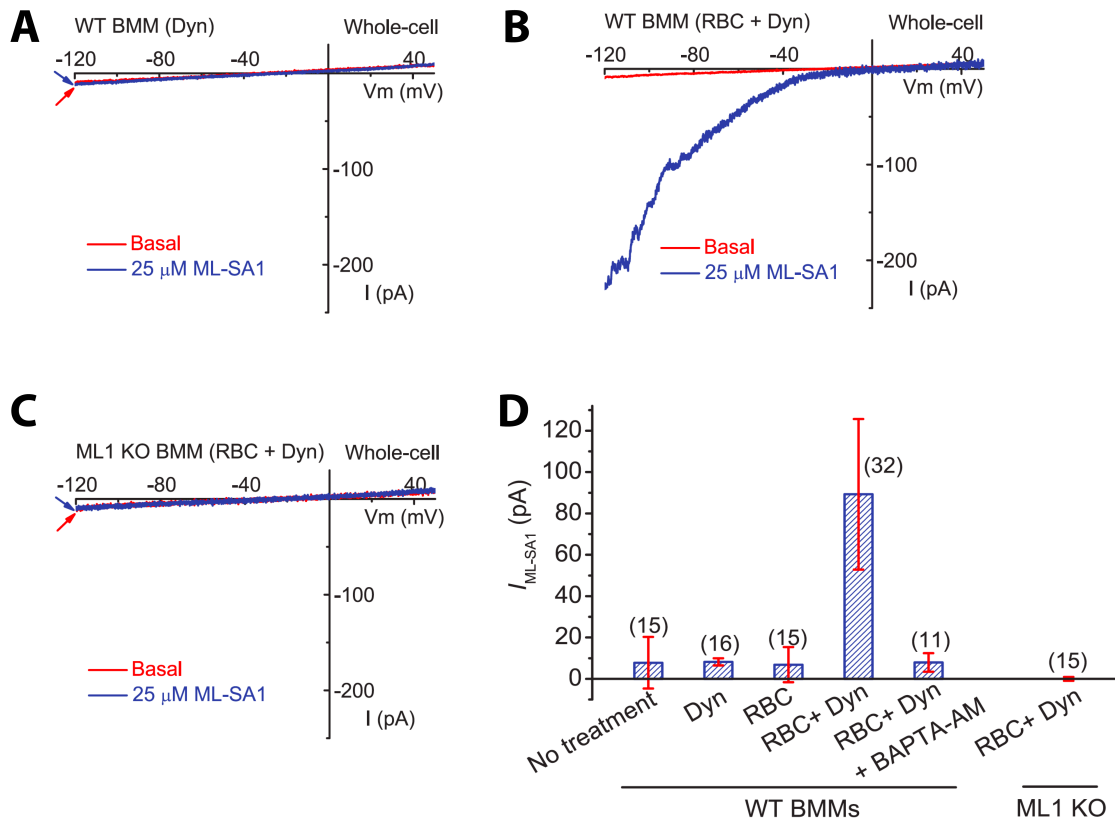 A
WT BMM (Dyn)
Whole-cell
-120
-80
-40
40
Vm (mV)
-100
-200
I (pA)
Basal
25 μM ML-SA1
B
WT BMM (RBC + Dyn)
Whole-cell
-120
-80
-40
40
Vm (mV)
-100
-200
I (pA)
Basal
25 μM ML-SA1
C
ML1 KO BMM (RBC + Dyn)
Whole-cell
-120
-80
-40
40
Vm (mV)
-100
-200
I (pA)
Basal
25 μM ML-SA1
D
I ML-SA1 (pA)
120
100
80
60
40
20
0
(15)
(16)
(15)
(32)
(11)
(15)
No treatment
Dyn
RBC
RBC+ Dyn
RBC+ Dyn
+ BAPTA-AM
RBC+ Dyn
WT BMMs
ML1 KO